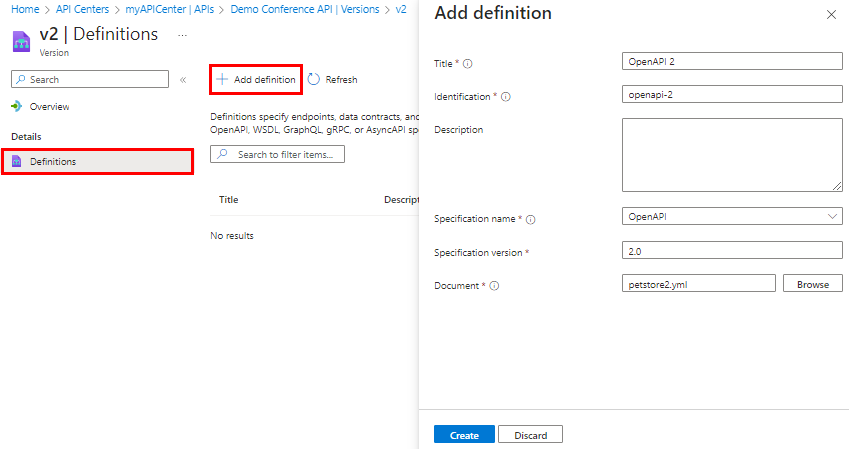 Home > API Centers > myAPICenter | APIs > Demo Conference API | Versions > v2
v2 | Definitions ...
Version
Search «
Overview
Details
Definitions
Add definition Refresh
Definitions specify endpoints, data contracts, and
OpenAPI, WSDL, GraphQL, gRPC, or AsyncAPI spe
Search to filter items...
Title Descript
No results
Add definition
Title * OpenAPI 2
Identification * openapi-2
Description
Specification name * OpenAPI
Specification version * 2.0
Document * petstore2.yml Browse
Create Discard